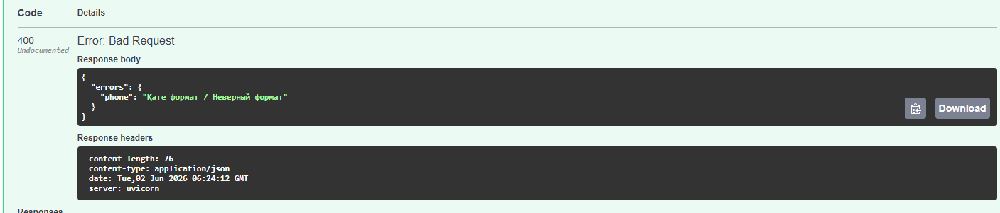 Code Details
400 Error: Bad Request
Undocumented
Response body
{
  "errors": {
    "phone": "Қате формат / Неверный формат"
  }
}
Download
Response headers
content-length: 76
content-type: application/json
date: Tue,02 Jun 2026 06:24:12 GMT
server: uvicorn
Responses